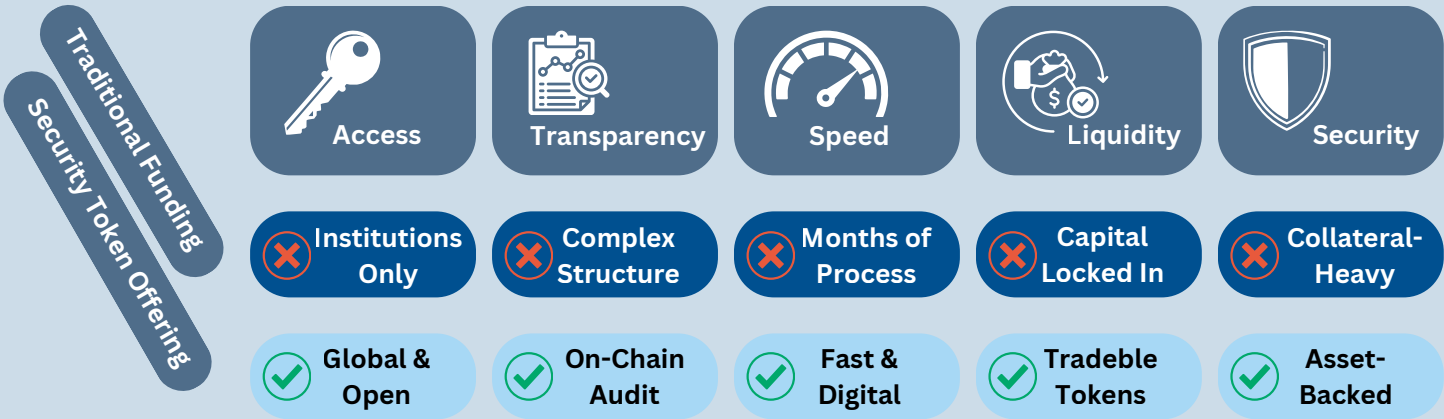 Traditional Funding
Security Token Offering
Access
Transparency
Speed
$
Liquidity
Security
Institutions
Only
Complex
Structure
Months of
Process
Capital
Locked In
Collateral-
Heavy
Global &
Open
On-Chain
Audit
Fast &
Digital
Tradeble
Tokens
Asset-
Backed